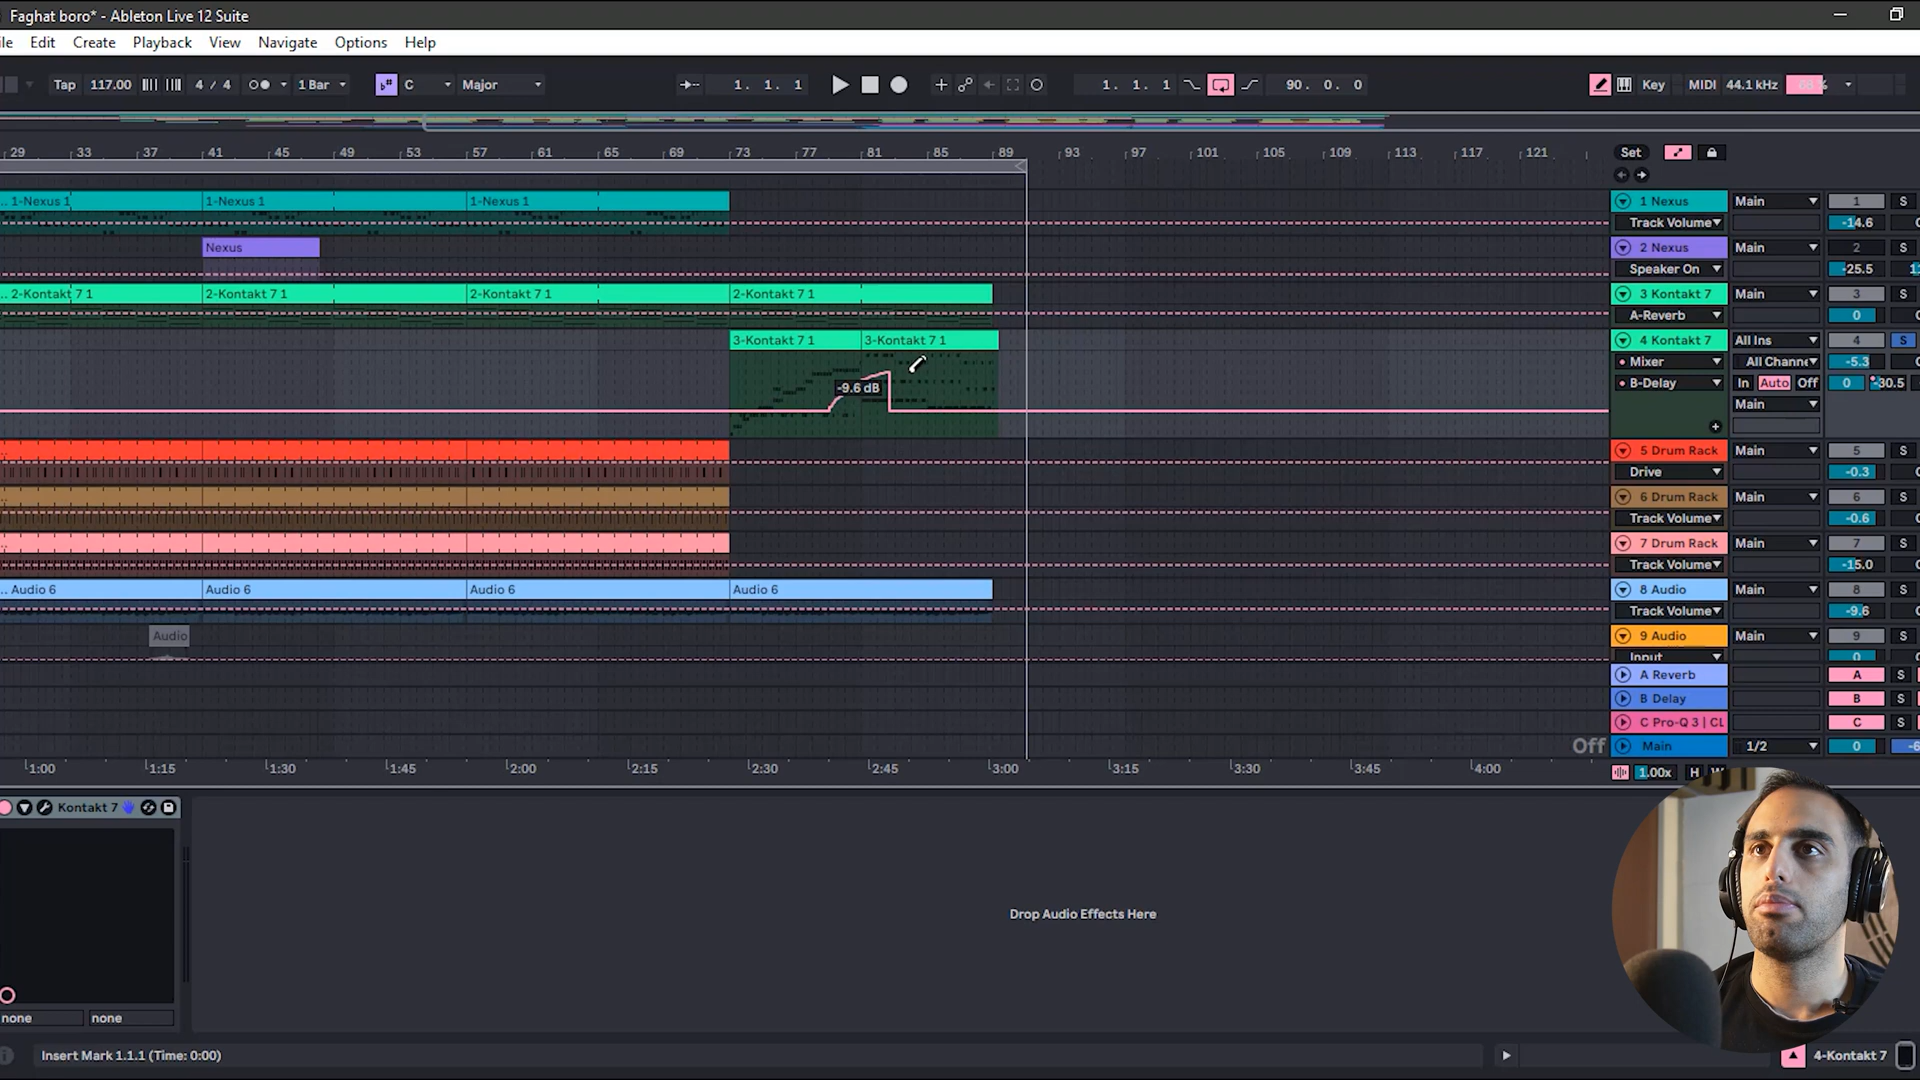 Faghat boro* - Ableton Live 12 Suite
Edit Create Playback View Navigate Options Help
Tap 117.00 4 / 4 1 Bar C Major 1. 1. 1 1. 1. 1 90. 0. 0 Key MIDI 44.1 kHz
29 33 37 41 45 49 53 57 61 65 69 73 77 81 85 89 93 97 101 105 109 113 117 121 Set
.. 1-Nexus 1 1-Nexus 1 1-Nexus 1 1 Nexus Main 1 S
Track Volume -14.6
Nexus 2 Nexus Main 2 S
Speaker On -25.5
.. 2-Kontakt 7 1 2-Kontakt 7 1 2-Kontakt 7 1 2-Kontakt 7 1 3 Kontakt 7 Main 3 S
A-Reverb 0
3-Kontakt 7 1 3-Kontakt 7 1 4 Kontakt 7 All Ins 4 S
Mixer All Channe -5.3
-9.6 dB B-Delay In Auto Off 0 -30.5
Main
5 Drum Rack Main 5 S
Drive -0.3
6 Drum Rack Main 6 S
Track Volume -0.6
7 Drum Rack Main 7 S
Track Volume -15.0
.. Audio 6 Audio 6 Audio 6 Audio 6 8 Audio Main 8 S
Track Volume -9.6
Audio 9 Audio Main 9 S
Input 0
A Reverb A S
B Delay B S
C Pro-Q 3 | CL C S
Off Main 1/2 0
1:00 1:15 1:30 1:45 2:00 2:15 2:30 2:45 3:00 3:15 3:30 3:45 4:00 1.00x H W
Kontakt 7
Drop Audio Effects Here
none none
Insert Mark 1.1.1 (Time: 0:00) 4-Kontakt 7